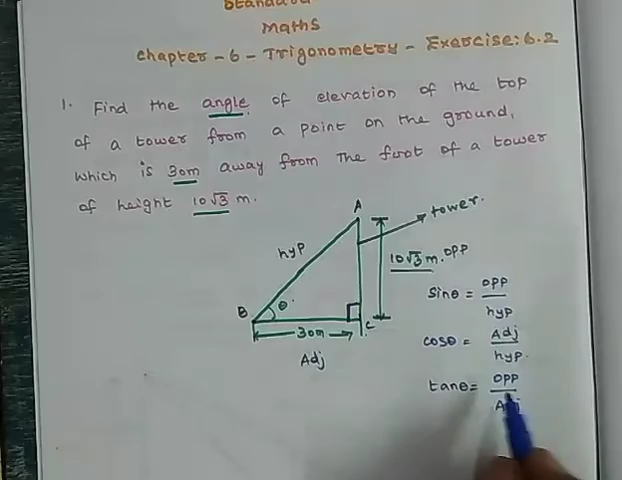 Maths
Chapter - 6 - Trigonometry - Exercise: 6.2
1. Find the angle of elevation of the top
of a tower from a point on the ground,
which is 30m away from The foot of a tower
of height 10√3 m.
A
tower.
hyp
10√3 m. opp
B
θ
C
30m
Adj
Sinθ = opp/hyp
cosθ = Adj/hyp.
tanθ = opp/